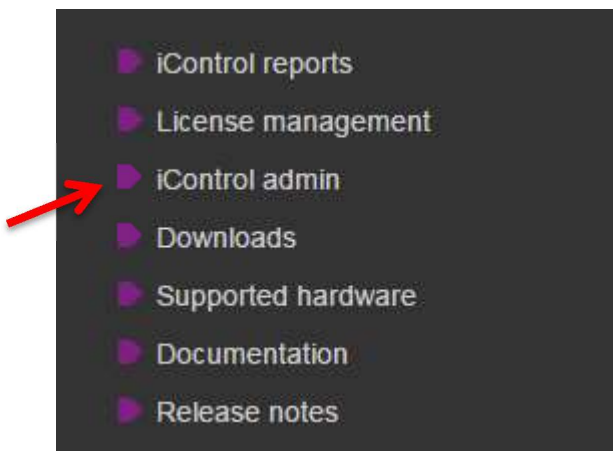 iControl reports
License management
iControl admin
Downloads
Supported hardware
Documentation
Release notes